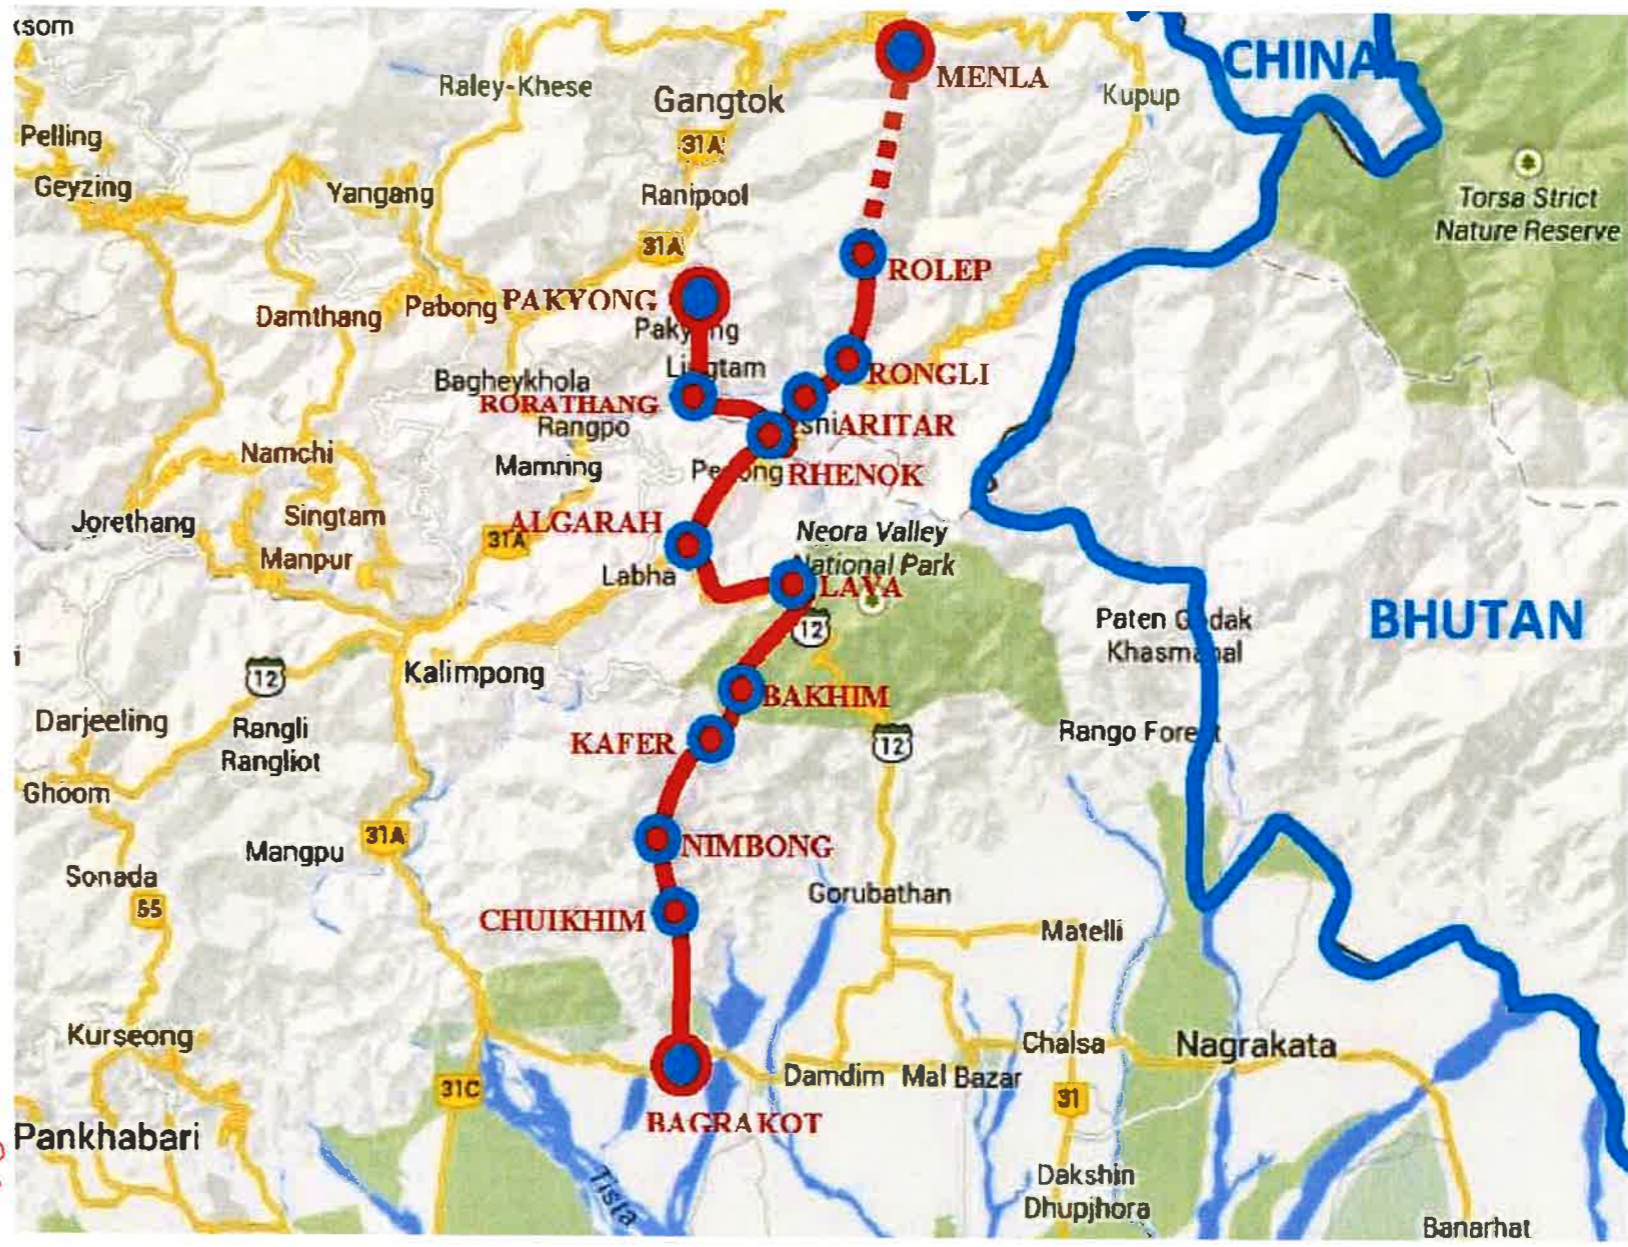 CHINA
MENLA
Raley-Khese
Gangtok
Kupup
Pelling
31A
Geyzing
Yangang
Ranipool
Torsa Strict
Nature Reserve
31A
ROLEP
Damthang
Pabong
PAKYONG
RONGLI
Bagheykhola
RORATHANG
Rangpo
ARITAR
Namchi
Mamring
RHENOK
Jorethang
Singtam
ALGARAH
31A
Neora Valley
National Park
Manpur
Labha
LAVA
12
Paten Godak
Khasmahal
BHUTAN
12
Kalimpong
BAKHIM
Darjeeling
Rangli
Rangliot
KAFER
12
Rango Forest
Ghoom
31A
Mangpu
NIMBONG
Sonada
55
Gorubathan
CHUIKHIM
Matelli
Kurseong
Chalsa
Nagrakata
31C
Damdim
Mal Bazar
31
BAGRAKOT
Pankhabari
Tista
Dakshin
Dhupjhora
Banarhat